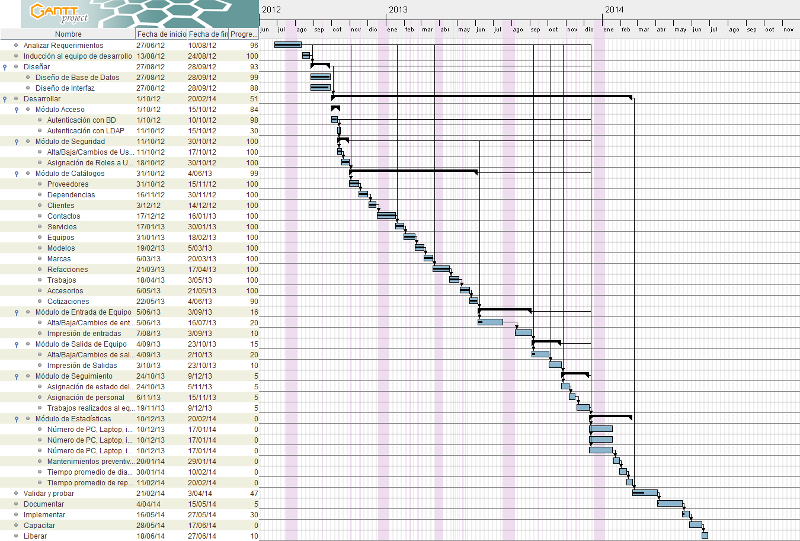 GANTT
project
2012 2013 2014
jun jul ago sep oct nov dic ene feb mar abr may jun jul ago sep oct nov dic ene feb mar abr may jun jul
Nombre Fecha de inicio Fecha de fin Progre...
Analizar Requerimientos 27/06/12 10/08/12 96
Inducción al equipo de desarrollo 13/08/12 24/08/12 100
Diseñar 27/08/12 28/09/12 93
Diseño de Base de Datos 27/08/12 28/09/12 99
Diseño de Interfaz 27/08/12 28/09/12 88
Desarrollar 1/10/12 20/02/14 51
Módulo Acceso 1/10/12 15/10/12 84
Autenticación con BD 1/10/12 10/10/12 98
Autenticación con LDAP 11/10/12 15/10/12 30
Módulo de Seguridad 11/10/12 30/10/12 100
Alta/Baja/Cambios de Us... 11/10/12 17/10/12 100
Asignación de Roles a U... 18/10/12 30/10/12 100
Módulo de Catálogos 31/10/12 4/06/13 99
Proveedores 31/10/12 15/11/12 100
Dependencias 16/11/12 30/11/12 100
Clientes 3/12/12 14/12/12 100
Contactos 17/12/12 16/01/13 100
Servicios 17/01/13 30/01/13 100
Equipos 31/01/13 18/02/13 100
Modelos 19/02/13 5/03/13 100
Marcas 6/03/13 20/03/13 100
Refacciones 21/03/13 17/04/13 100
Trabajos 18/04/13 3/05/13 100
Accesorios 6/05/13 21/05/13 100
Cotizaciones 22/05/13 4/06/13 90
Módulo de Entrada de Equipo 5/06/13 3/09/13 16
Alta/Baja/Cambios de ent... 5/06/13 16/07/13 20
Impresión de entradas 7/08/13 3/09/13 10
Módulo de Salida de Equipo 4/09/13 23/10/13 15
Alta/Baja/Cambios de sal... 4/09/13 2/10/13 20
Impresión de Salidas 3/10/13 23/10/13 10
Módulo de Seguimiento 24/10/13 9/12/13 5
Asignación de estado del... 24/10/13 5/11/13 5
Asignación de personal 6/11/13 15/11/13 5
Trabajos realizados al eq... 19/11/13 9/12/13 5
Módulo de Estadísticas 10/12/13 20/02/14 0
Número de PC, Laptop, i... 10/12/13 17/01/14 0
Número de PC, Laptop, i... 10/12/13 17/01/14 0
Número de PC, Laptop, i... 10/12/13 17/01/14 0
Mantenimientos preventiv... 20/01/14 29/01/14 0
Tiempo promedio de dia... 30/01/14 10/02/14 0
Tiempo promedio de rep... 11/02/14 20/02/14 0
Validar y probar 21/02/14 3/04/14 47
Documentar 4/04/14 15/05/14 5
Implementar 16/05/14 27/05/14 30
Capacitar 28/05/14 17/06/14 0
Liberar 18/06/14 27/06/14 10